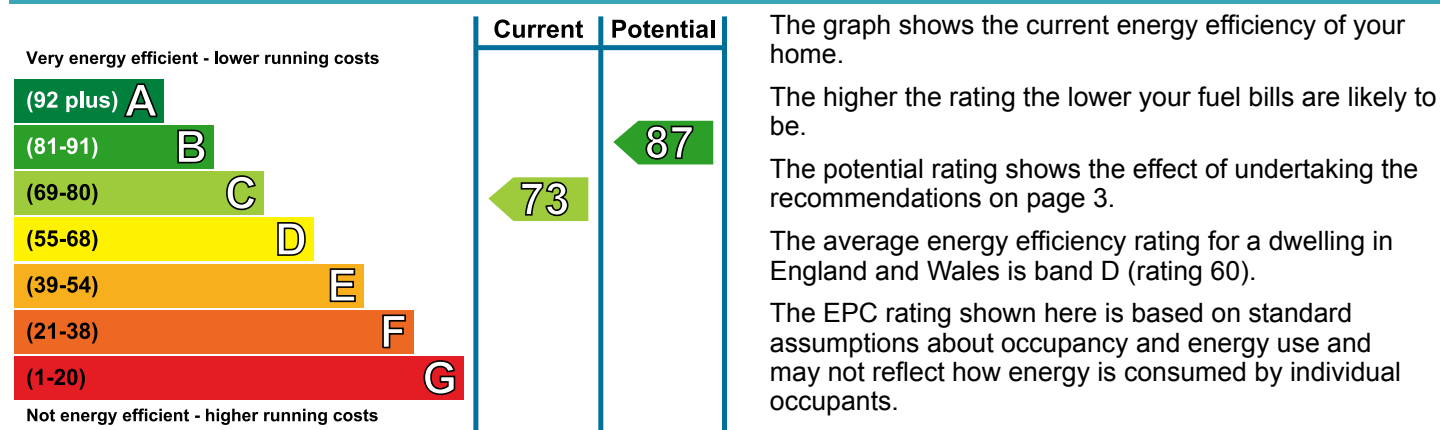 Current Potential
Very energy efficient - lower running costs
(92 plus) A
(81-91) B
(69-80) C
(55-68) D
(39-54) E
(21-38) F
(1-20) G
Not energy efficient - higher running costs
87
73
The graph shows the current energy efficiency of your
home.
The higher the rating the lower your fuel bills are likely to
be.
The potential rating shows the effect of undertaking the
recommendations on page 3.
The average energy efficiency rating for a dwelling in
England and Wales is band D (rating 60).
The EPC rating shown here is based on standard
assumptions about occupancy and energy use and
may not reflect how energy is consumed by individual
occupants.